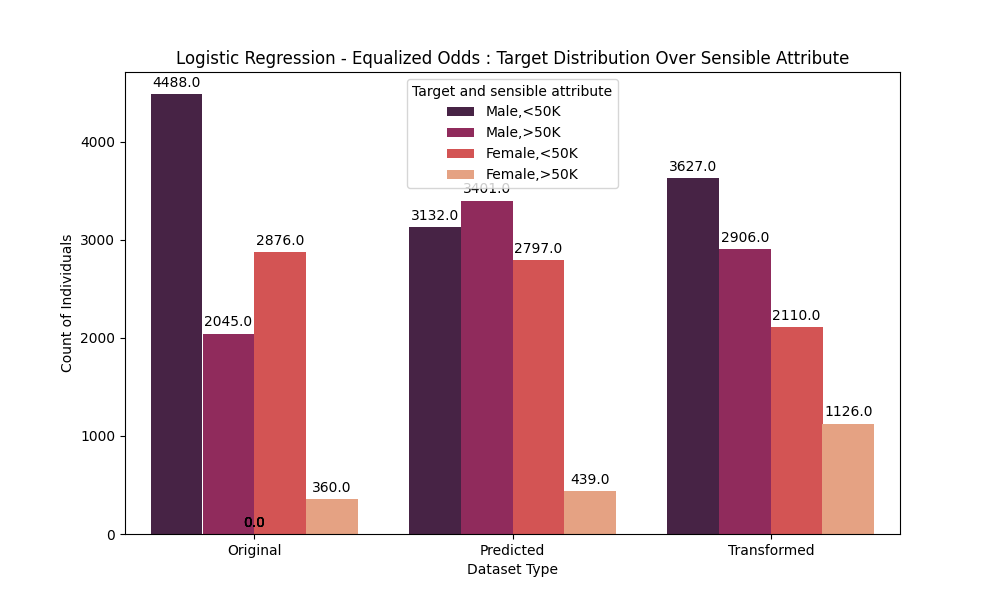 Logistic Regression - Equalized Odds : Target Distribution Over Sensible Attribute
Target and sensible attribute
Male,<50K
Male,>50K
Female,<50K
Female,>50K
Count of Individuals
4000
3000
2000
1000
0
4488.0
2045.0
2876.0
360.0
0.0
3132.0
3401.0
2797.0
439.0
3627.0
2906.0
2110.0
1126.0
Original
Predicted
Transformed
Dataset Type